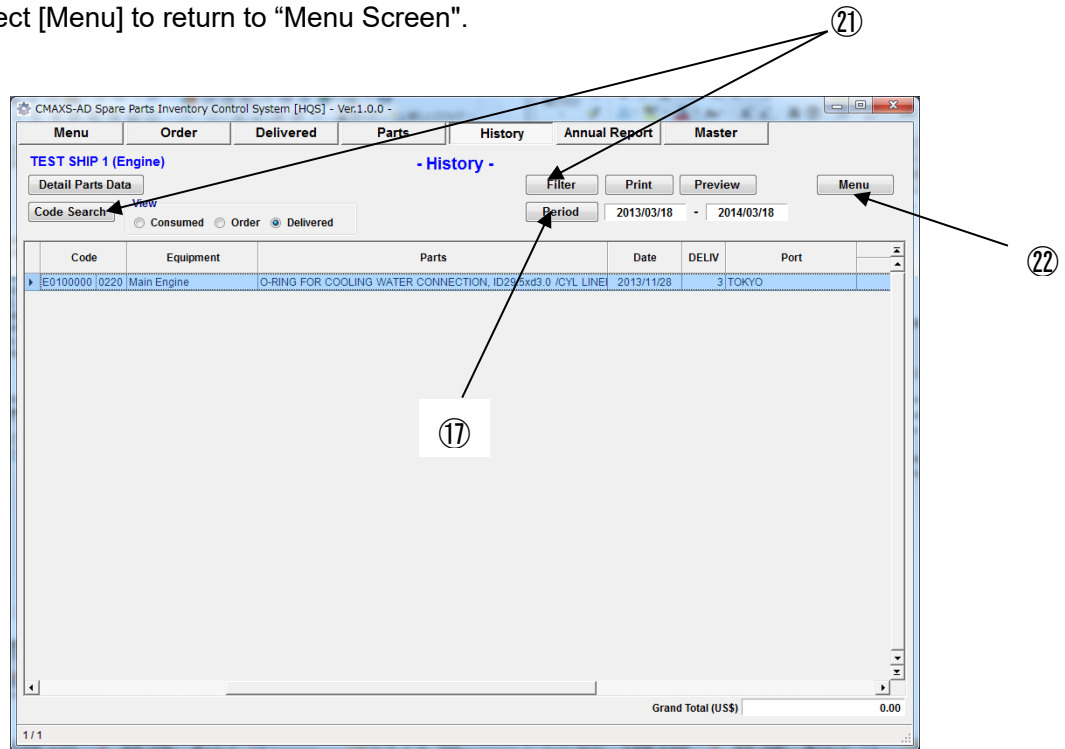 ect [Menu] to return to “Menu Screen".
㉑
CMAXS-AD Spare Parts Inventory Control System [HQS] - Ver.1.0.0 -
Menu Order Delivered Parts History Annual Report Master
TEST SHIP 1 (Engine) - History -
Detail Parts Data Filter Print Preview Menu
Code Search View Consumed Order Delivered Period 2013/03/18 - 2014/03/18
㉒
Code Equipment Parts Date DELIV Port
E0100000 0220 Main Engine O-RING FOR COOLING WATER CONNECTION, ID29.5xd3.0 /CYL LINE 2013/11/28 3 TOKYO
⑰
Grand Total (US$) 0.00
1 / 1